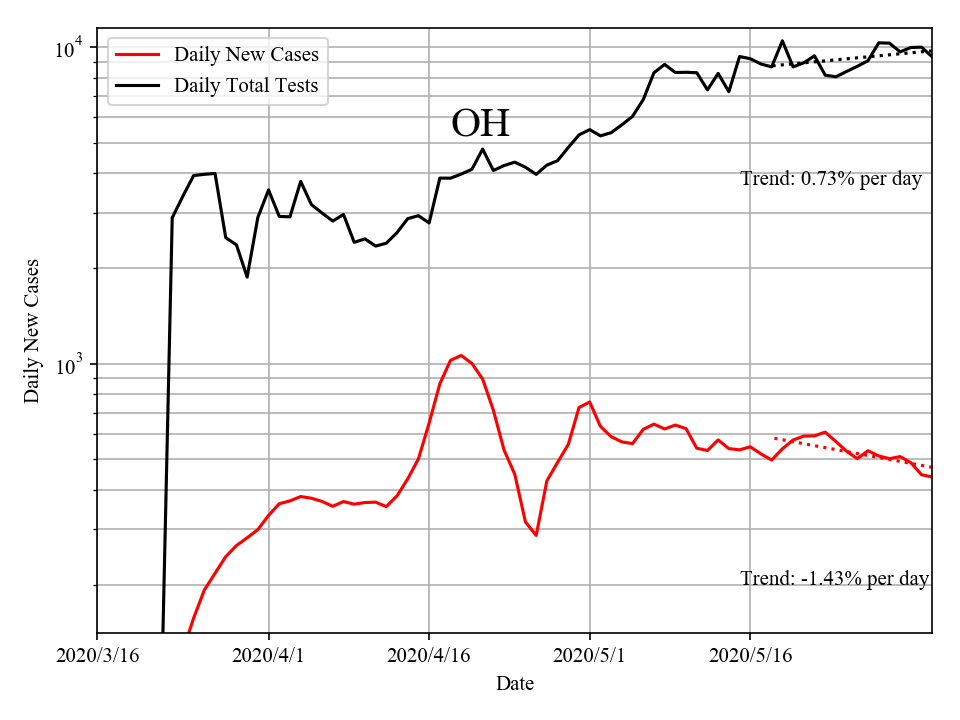 Daily New Cases
Daily Total Tests
OH
Trend: 0.73% per day
Trend: -1.43% per day
Daily New Cases
10^4
10^3
2020/3/16
2020/4/1
2020/4/16
2020/5/1
2020/5/16
Date